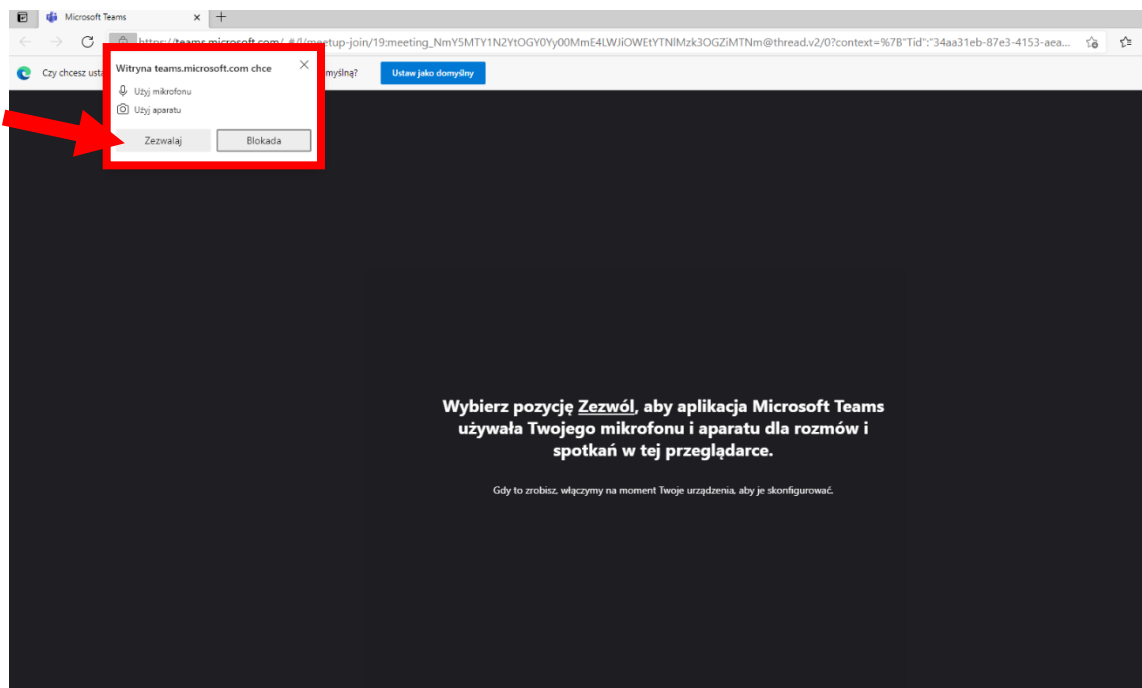 Microsoft Teams
https://teams.microsoft.com/_#/l/meetup-join/19:meeting_NmY5MTY1N2YtOGY0Yy00MmE4LWJiOWEtYTNlMzk3OGZiMTNm@thread.v2/0?context=%7B"Tid":"34aa31eb-87e3-4153-aea...
Czy chcesz usta
myślną?
Ustaw jako domyślny
Witryna teams.microsoft.com chce
Użyj mikrofonu
Użyj aparatu
Zezwalaj
Blokada
Wybierz pozycję Zezwól, aby aplikacja Microsoft Teams
używała Twojego mikrofonu i aparatu dla rozmów i
spotkań w tej przeglądarce.
Gdy to zrobisz, włączymy na moment Twoje urządzenia, aby je skonfigurować.